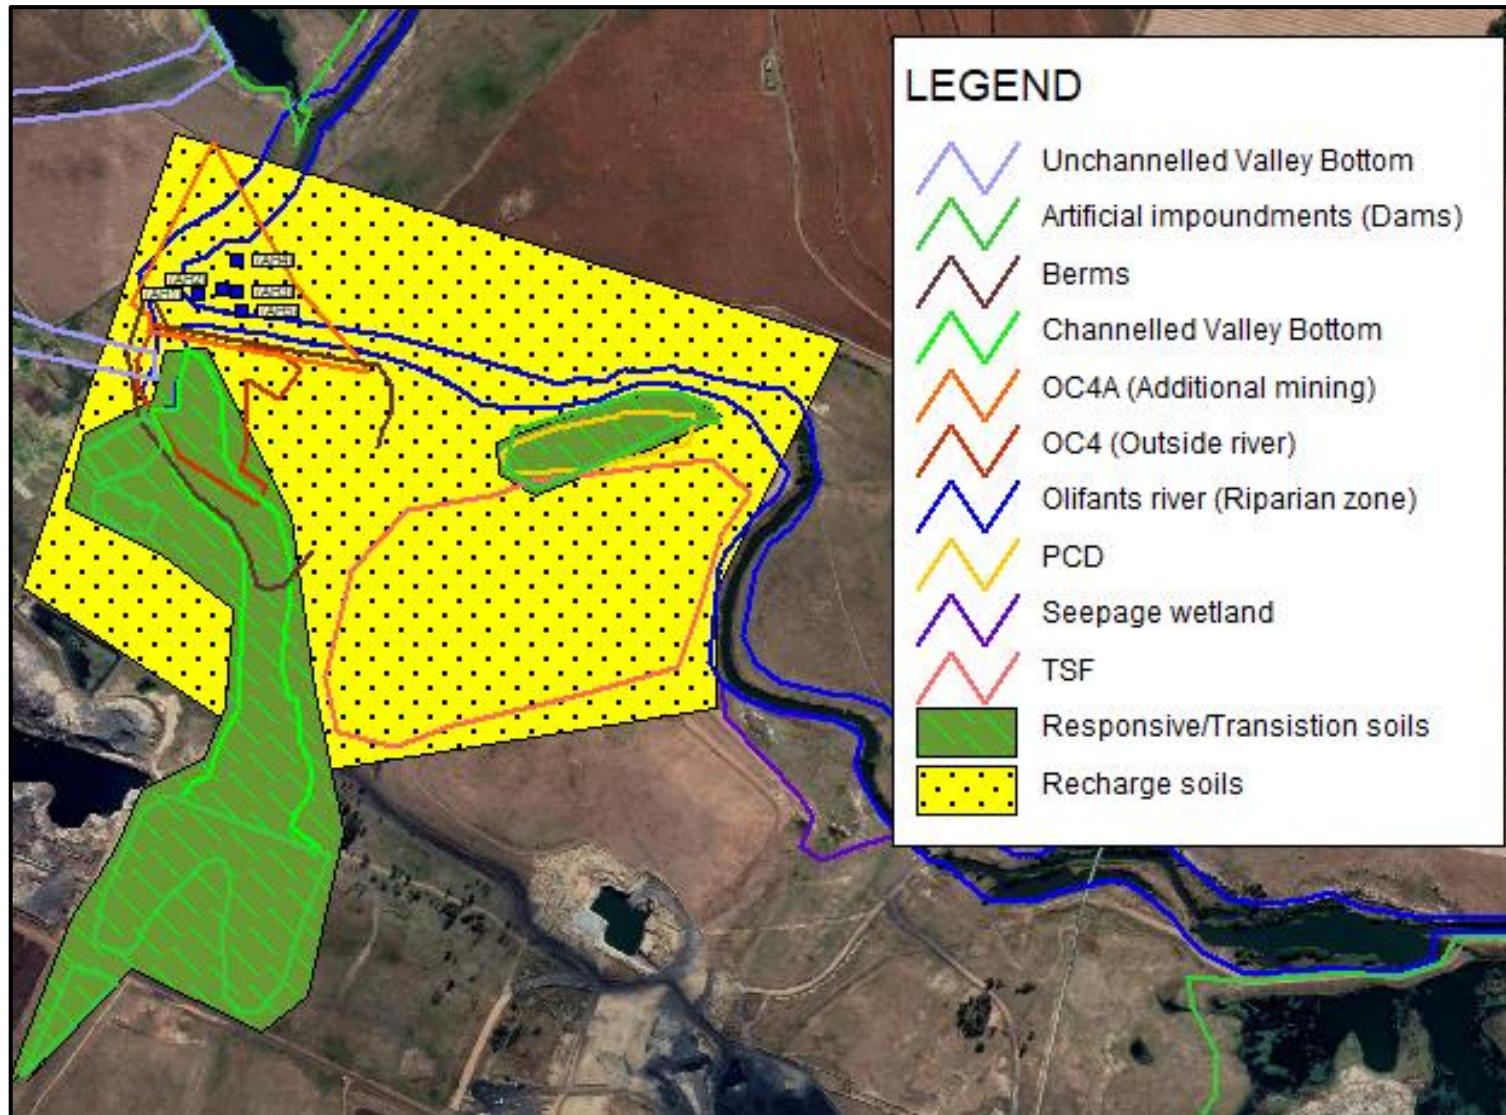 LEGEND
Unchannelled Valley Bottom
Artificial impoundments (Dams)
Berms
Channelled Valley Bottom
OC4A (Additional mining)
OC4 (Outside river)
Olifants river (Riparian zone)
PCD
Seepage wetland
TSF
Responsive/Transistion soils
Recharge soils